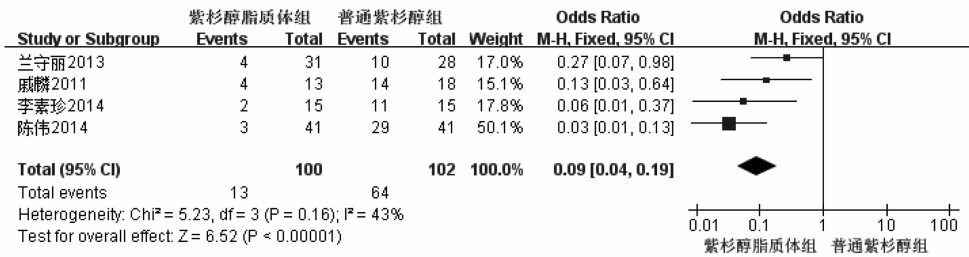 紫杉醇脂质体组 普通紫杉醇组 Odds Ratio Odds Ratio
Study or Subgroup Events Total Events Total Weight M-H, Fixed, 95% CI M-H, Fixed, 95% CI
兰守丽2013 4 31 10 28 17.0% 0.27 [0.07, 0.98]
戚麟2011 4 13 14 18 15.1% 0.13 [0.03, 0.64]
李素珍2014 2 15 11 15 17.8% 0.06 [0.01, 0.37]
陈伟2014 3 41 29 41 50.1% 0.03 [0.01, 0.13]
Total (95% CI) 100 102 100.0% 0.09 [0.04, 0.19]
Total events 13 64
Heterogeneity: Chi² = 5.23, df = 3 (P = 0.16); I² = 43%
Test for overall effect: Z = 6.52 (P < 0.00001)
0.01 0.1 1 10 100
紫杉醇脂质体组 普通紫杉醇组